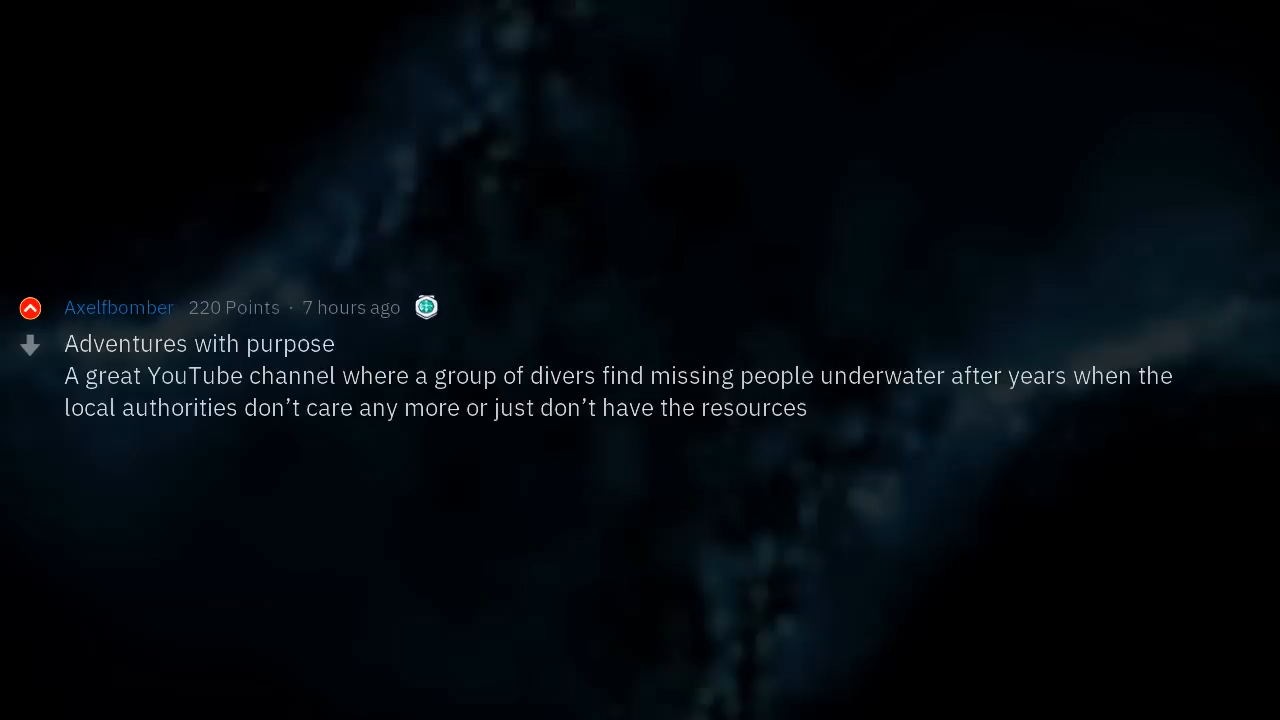 Axelfbomber 220 Points · 7 hours ago
Adventures with purpose
A great YouTube channel where a group of divers find missing people underwater after years when the
local authorities don’t care any more or just don’t have the resources